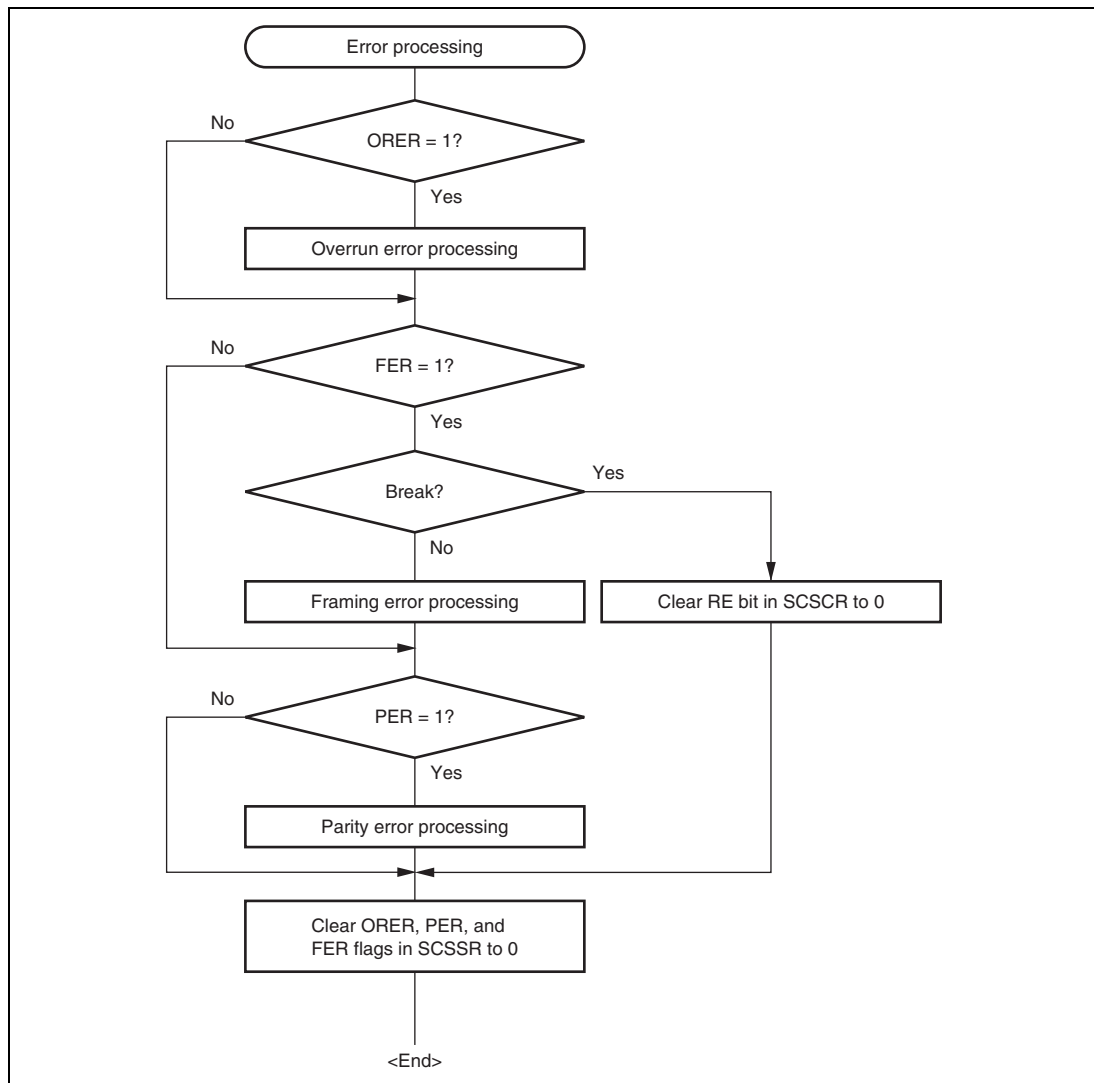 Error processing
No
ORER = 1?
Yes
Overrun error processing
No
FER = 1?
Yes
Yes
Break?
No
Framing error processing
Clear RE bit in SCSCR to 0
No
PER = 1?
Yes
Parity error processing
Clear ORER, PER, and
FER flags in SCSSR to 0
<End>